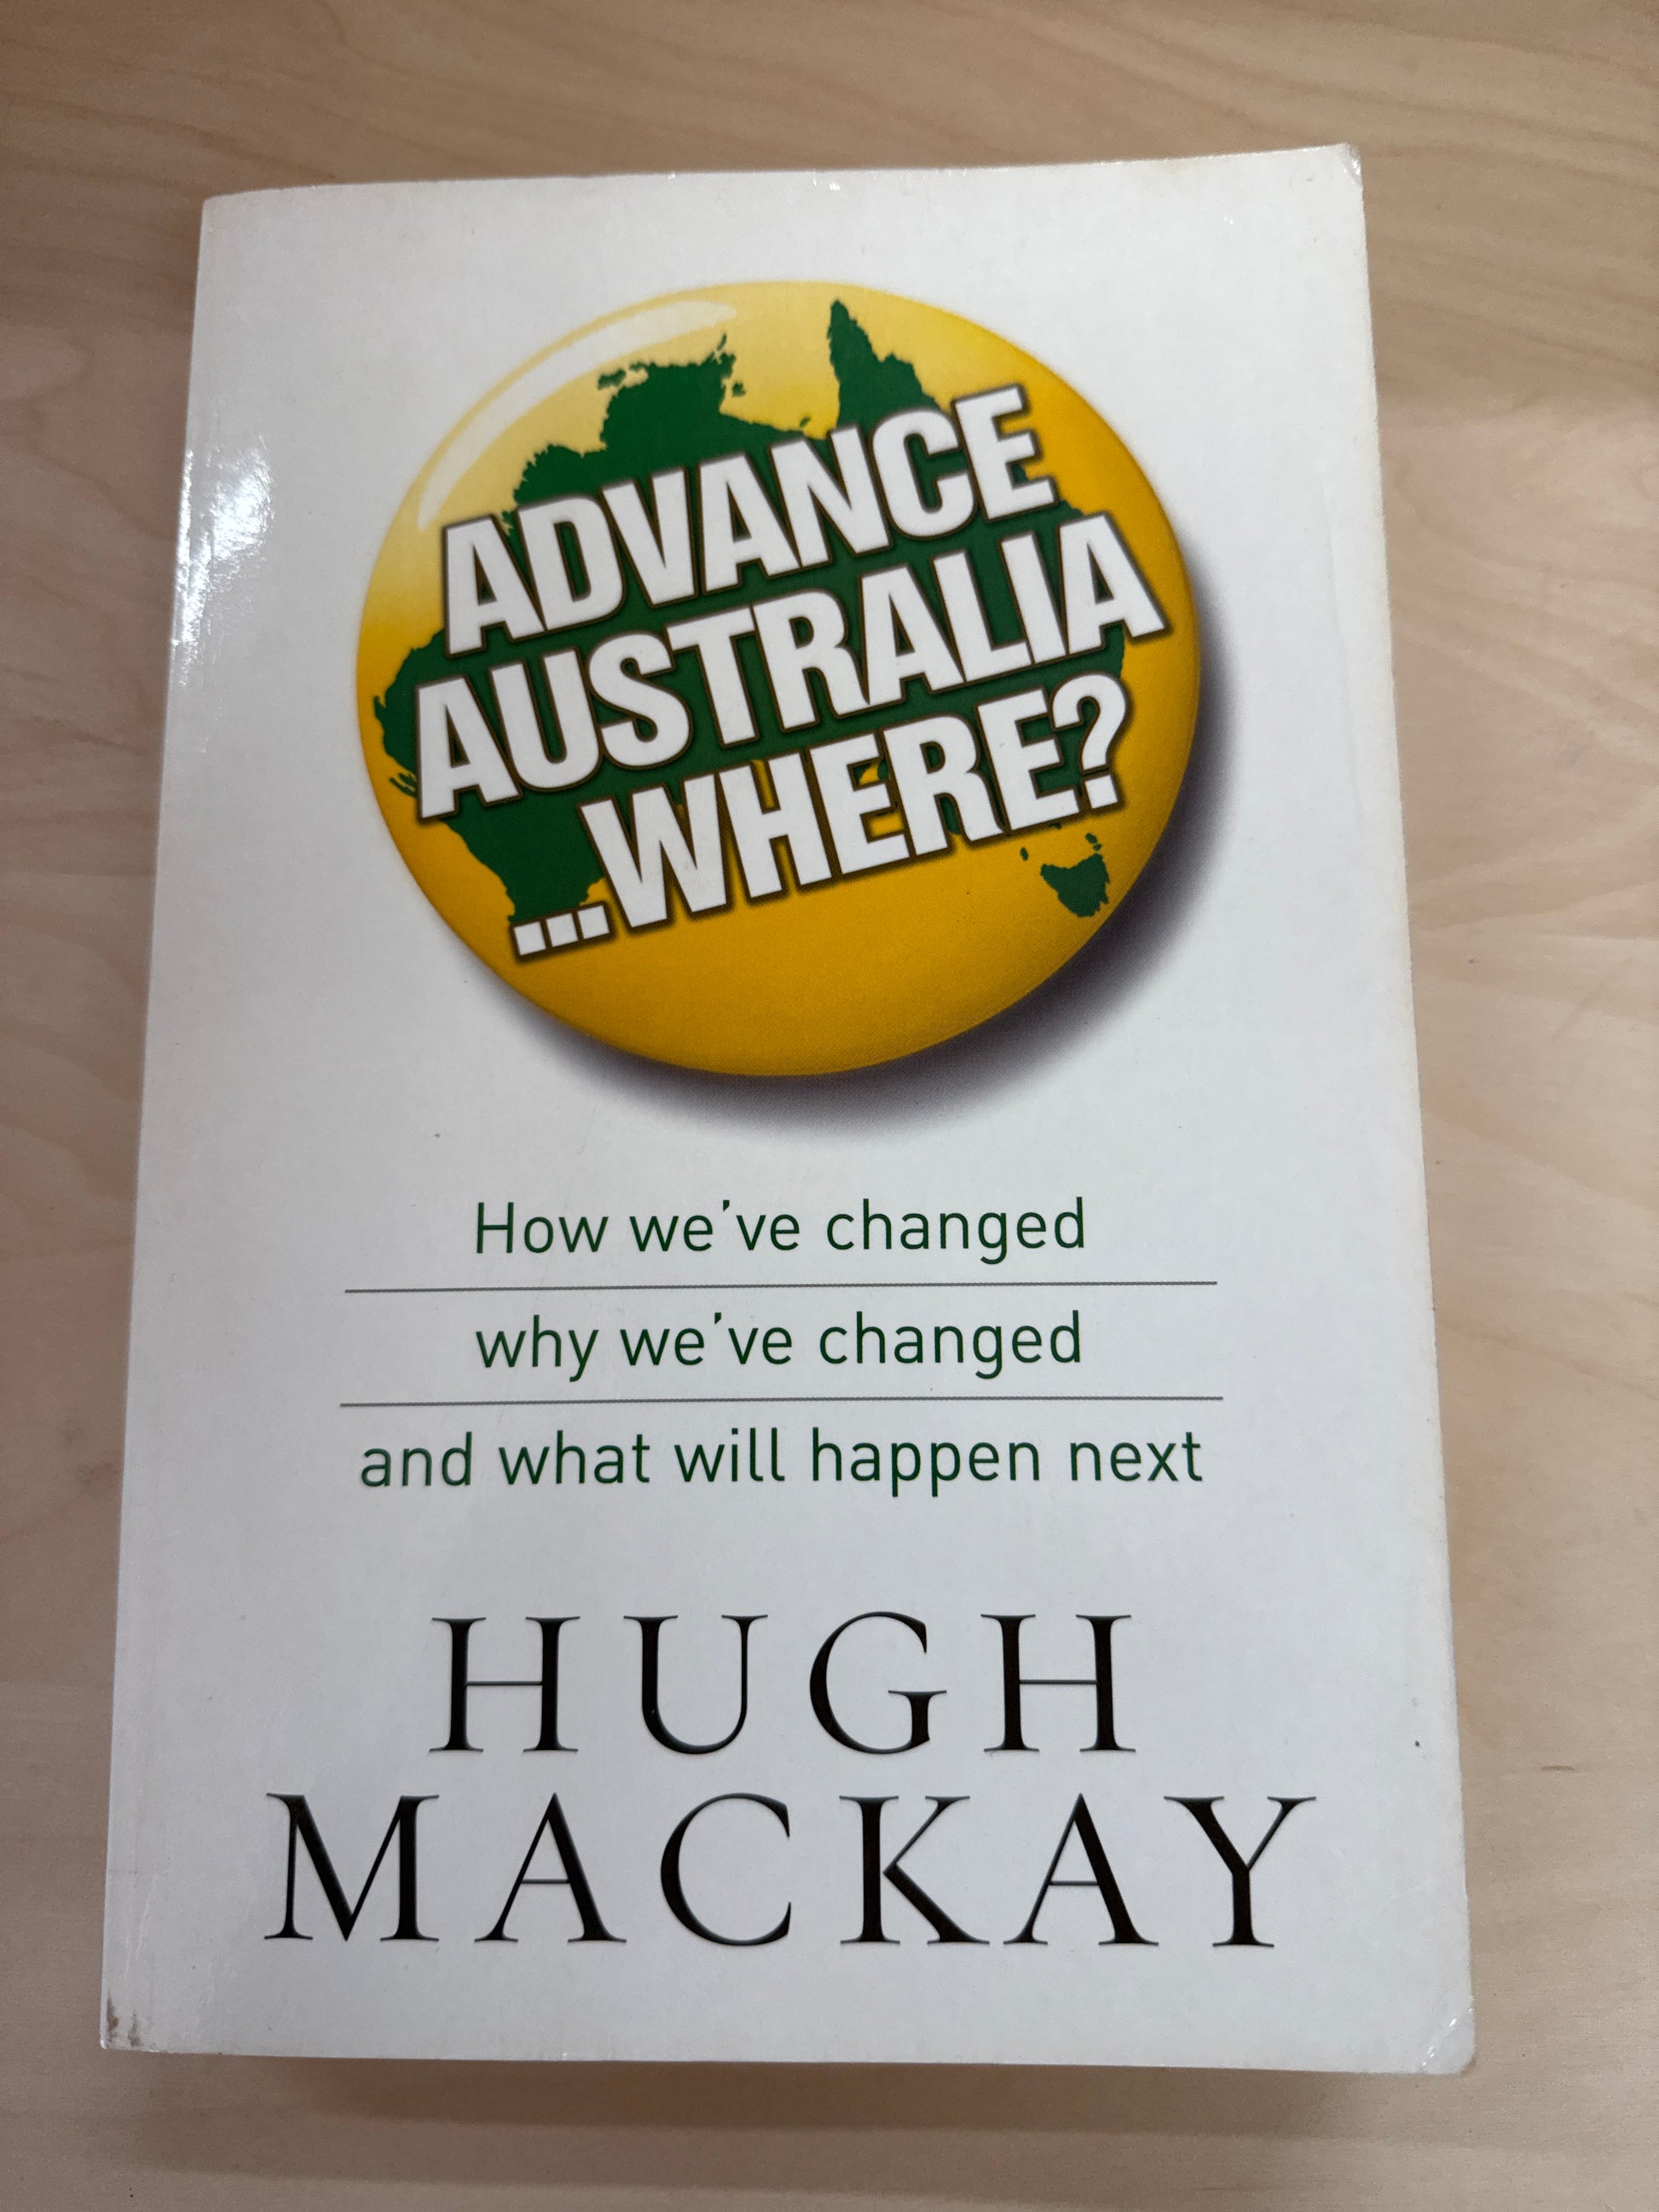 ADVANCE
AUSTRALIA
...WHERE?
How we've changed
why we've changed
and what will happen next
HUGH
MACKAY